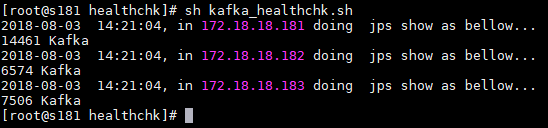 [root@s181 healthchk]# sh kafka_healthchk.sh
2018-08-03  14:21:04, in 172.18.18.181 doing  jps show as bellow...
14461 Kafka
2018-08-03  14:21:04, in 172.18.18.182 doing  jps show as bellow...
6574 Kafka
2018-08-03  14:21:04, in 172.18.18.183 doing  jps show as bellow...
7506 Kafka
[root@s181 healthchk]#